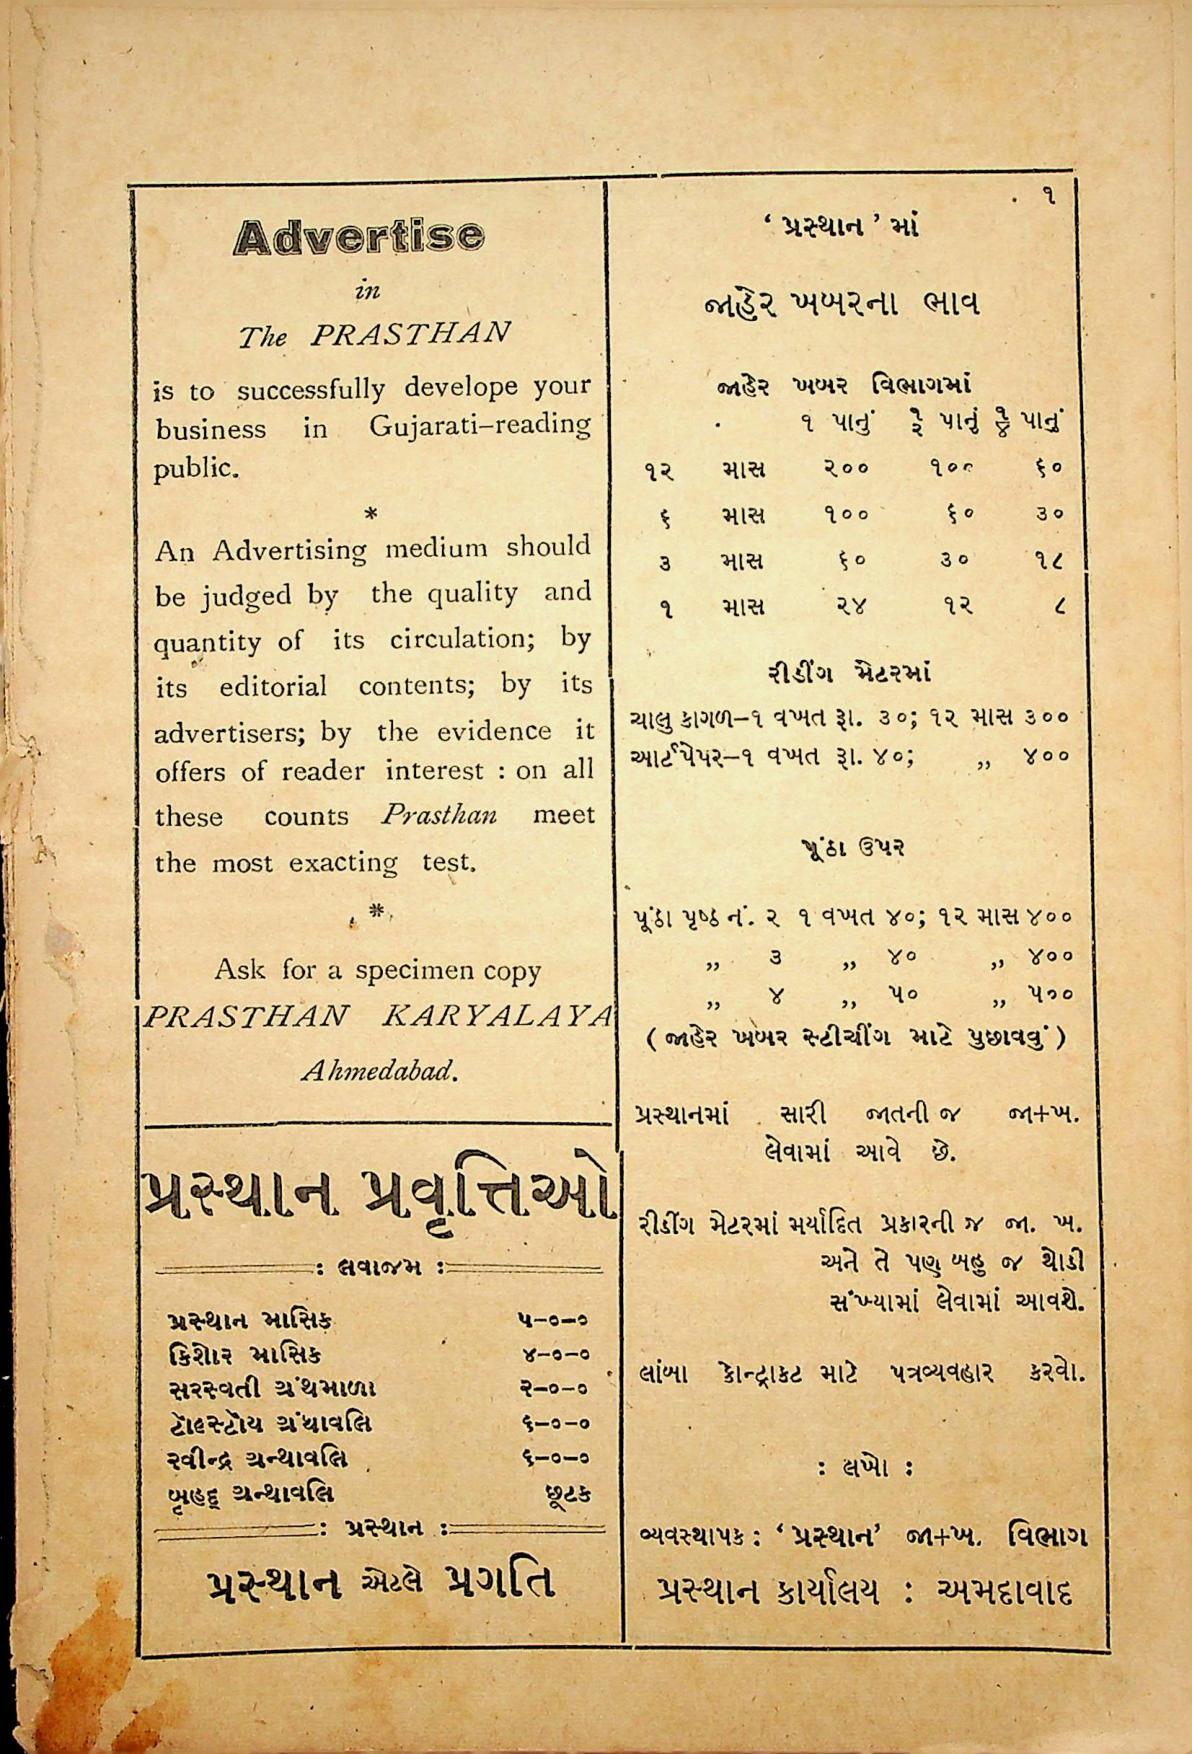 Advertise
in
The PRASTHAN
is to successfully develope your
business in Gujarati-reading
public.
*
An Advertising medium should
be judged by the quality and
quantity of its circulation; by
its editorial contents; by its
advertisers; by the evidence it
offers of reader interest : on all
these counts Prasthan meet
the most exacting test.
*
Ask for a specimen copy
PRASTHAN KARYALAYA
Ahmedabad.
પ્રસ્થાન પ્રવૃત્તિઓ
: લવાજમ :
પ્રસ્થાન માસિક ૫-૦-૦
કિશોર માસિક ૪-૦-૦
સરસ્વતી ગ્રંથમાળા ૨-૦-૦
ટોલ્સ્ટૉય ગ્રંથાવલિ ૬-૦-૦
રવીન્દ્ર ગ્રન્થાવલિ ૬-૦-૦
બૃહદ્ ગ્રન્થાવલિ છૂટક
: પ્રસ્થાન :
પ્રસ્થાન એટલે પ્રગતિ
૧
‘ પ્રસ્થાન ’ માં
જાહેર ખબરના ભાવ
જાહેર ખબર વિભાગમાં
૧ પાનું ૧/૨ પાનું ૧/૪ પાનું
૧૨ માસ ૨૦૦ ૧૦૦ ૬૦
૬ માસ ૧૦૦ ૬૦ ૩૦
૩ માસ ૬૦ ૩૦ ૧૮
૧ માસ ૨૪ ૧૨ ૮
રીડીંગ મેટરમાં
ચાલુ કાગળ-૧ વખત રૂા. ૩૦; ૧૨ માસ ૩૦૦
આર્ટપેપર-૧ વખત રૂા. ૪૦; ,, ૪૦૦
પૂંઠા ઉપર
પૂંઠા પૃષ્ઠ નં. ૨ ૧ વખત ૪૦; ૧૨ માસ ૪૦૦
,, ૩ ,, ૪૦ ,, ૪૦૦
,, ૪ ,, ૫૦ ,, ૫૦૦
( જાહેર ખબર સ્ટીચીંગ માટે પુછાવવું )
પ્રસ્થાનમાં સારી જાતની જ જા+ખ.
લેવામાં આવે છે.
રીડીંગ મેટરમાં મર્યાદિત પ્રકારની જ જા. ખ.
અને તે પણ બહુ જ થોડી
સંખ્યામાં લેવામાં આવશે.
લાંબા કોન્ટ્રાકટ માટે પત્રવ્યવહાર કરવો.
: લખો :
વ્યવસ્થાપક : ‘પ્રસ્થાન’ જા+ખ. વિભાગ
પ્રસ્થાન કાર્યાલય : અમદાવાદ